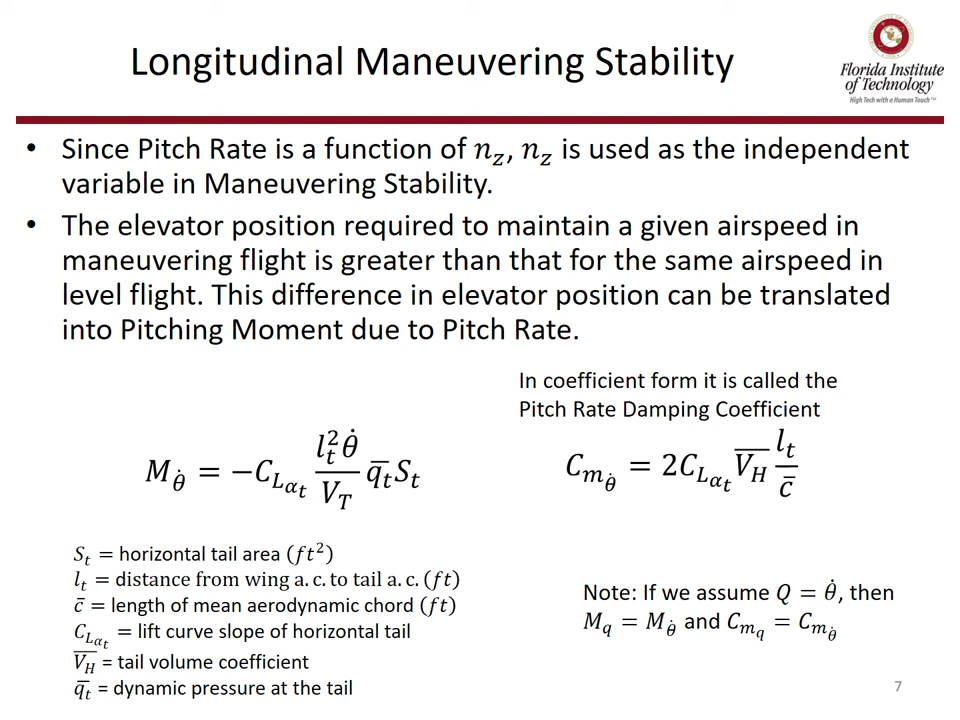 Longitudinal Maneuvering Stability
Florida Institute
of Technology
High Tech with a Human Touch™
• Since Pitch Rate is a function of n_z, n_z is used as the independent
variable in Maneuvering Stability.
• The elevator position required to maintain a given airspeed in
maneuvering flight is greater than that for the same airspeed in
level flight. This difference in elevator position can be translated
into Pitching Moment due to Pitch Rate.
In coefficient form it is called the
Pitch Rate Damping Coefficient
M_θ̇ = −C_{L_{α_t}} (l_t² θ̇ / V_T) q̄_t S_t
C_{m_θ̇} = 2C_{L_{α_t}} V̅_H̅ (l_t / c̄)
S_t = horizontal tail area (ft²)
l_t = distance from wing a. c. to tail a. c. (ft)
c̄ = length of mean aerodynamic chord (ft)
C_{L_{α_t}} = lift curve slope of horizontal tail
V̅_H̅ = tail volume coefficient
q̄_t = dynamic pressure at the tail
Note: If we assume Q = θ̇, then
M_q = M_θ̇ and C_{m_q} = C_{m_θ̇}
7